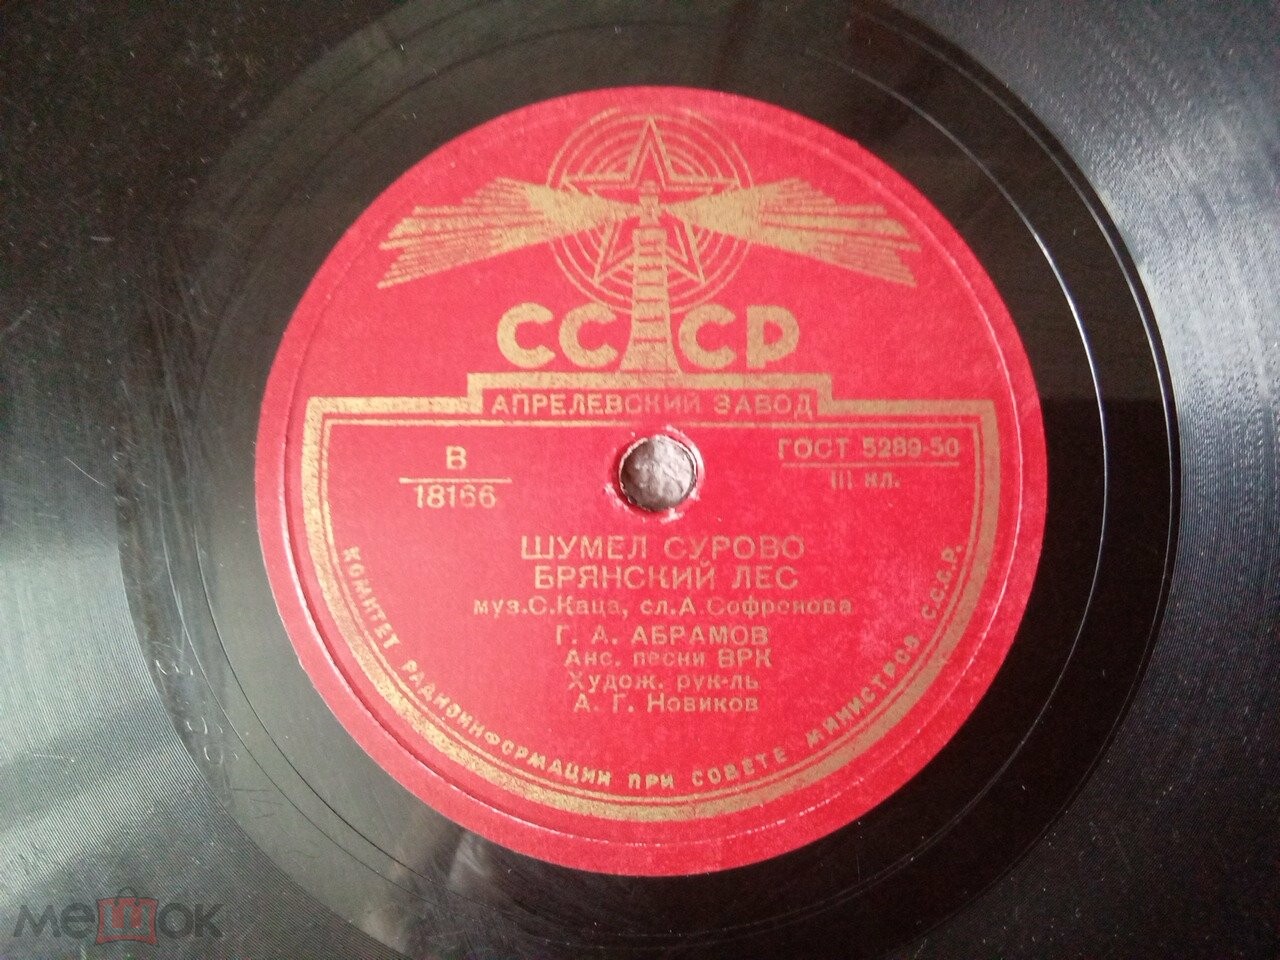 СССР
АПРЕЛЕВСКИЙ ЗАВОД
В
18166
ГОСТ 5289-50
III кл.
ШУМЕЛ СУРОВО
БРЯНСКИЙ ЛЕС
муз.С.Каца, сл.А.Софронова
Г. А. АБРАМОВ
Анс. песни ВРК
Худож. рук-ль
А. Г. Новиков
КОМИТЕТ РАДИОИНФОРМАЦИИ ПРИ СОВЕТЕ МИНИСТРОВ С.С.С.Р.
мешок